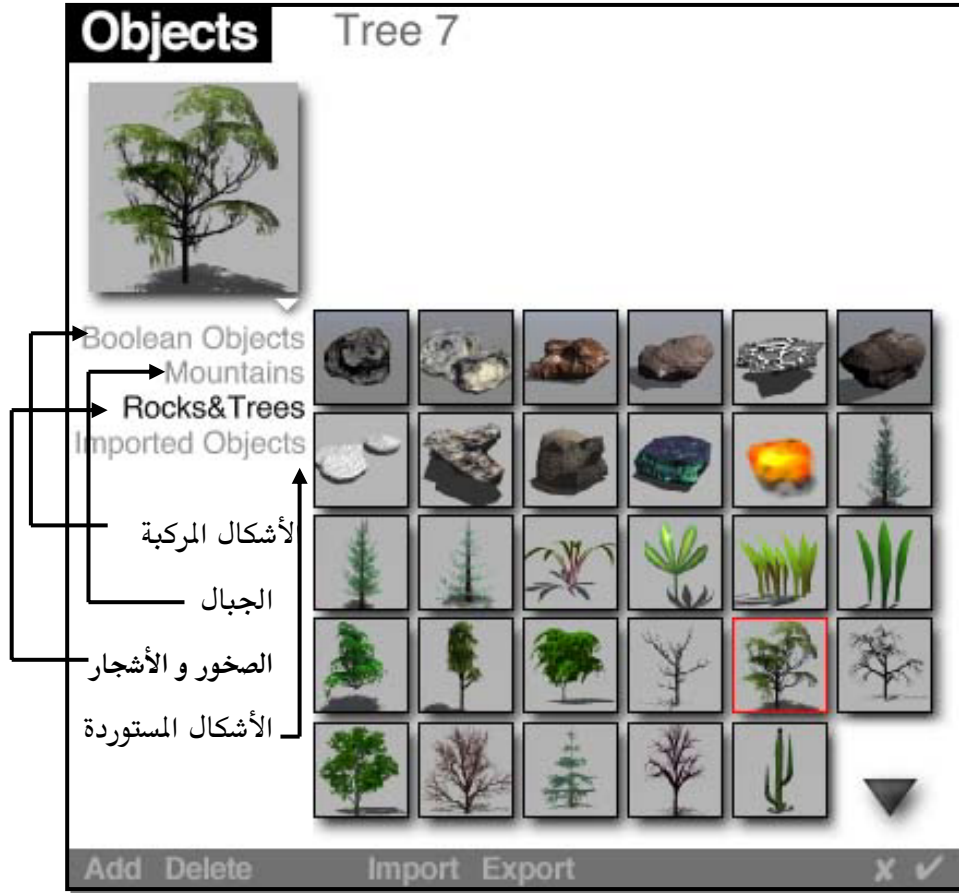 Objects Tree 7
Boolean Objects
Mountains
Rocks&Trees
Imported Objects
الأشكال المركبة
الجبال
الصخور و الأشجار
الأشكال المستوردة
Add Delete Import Export